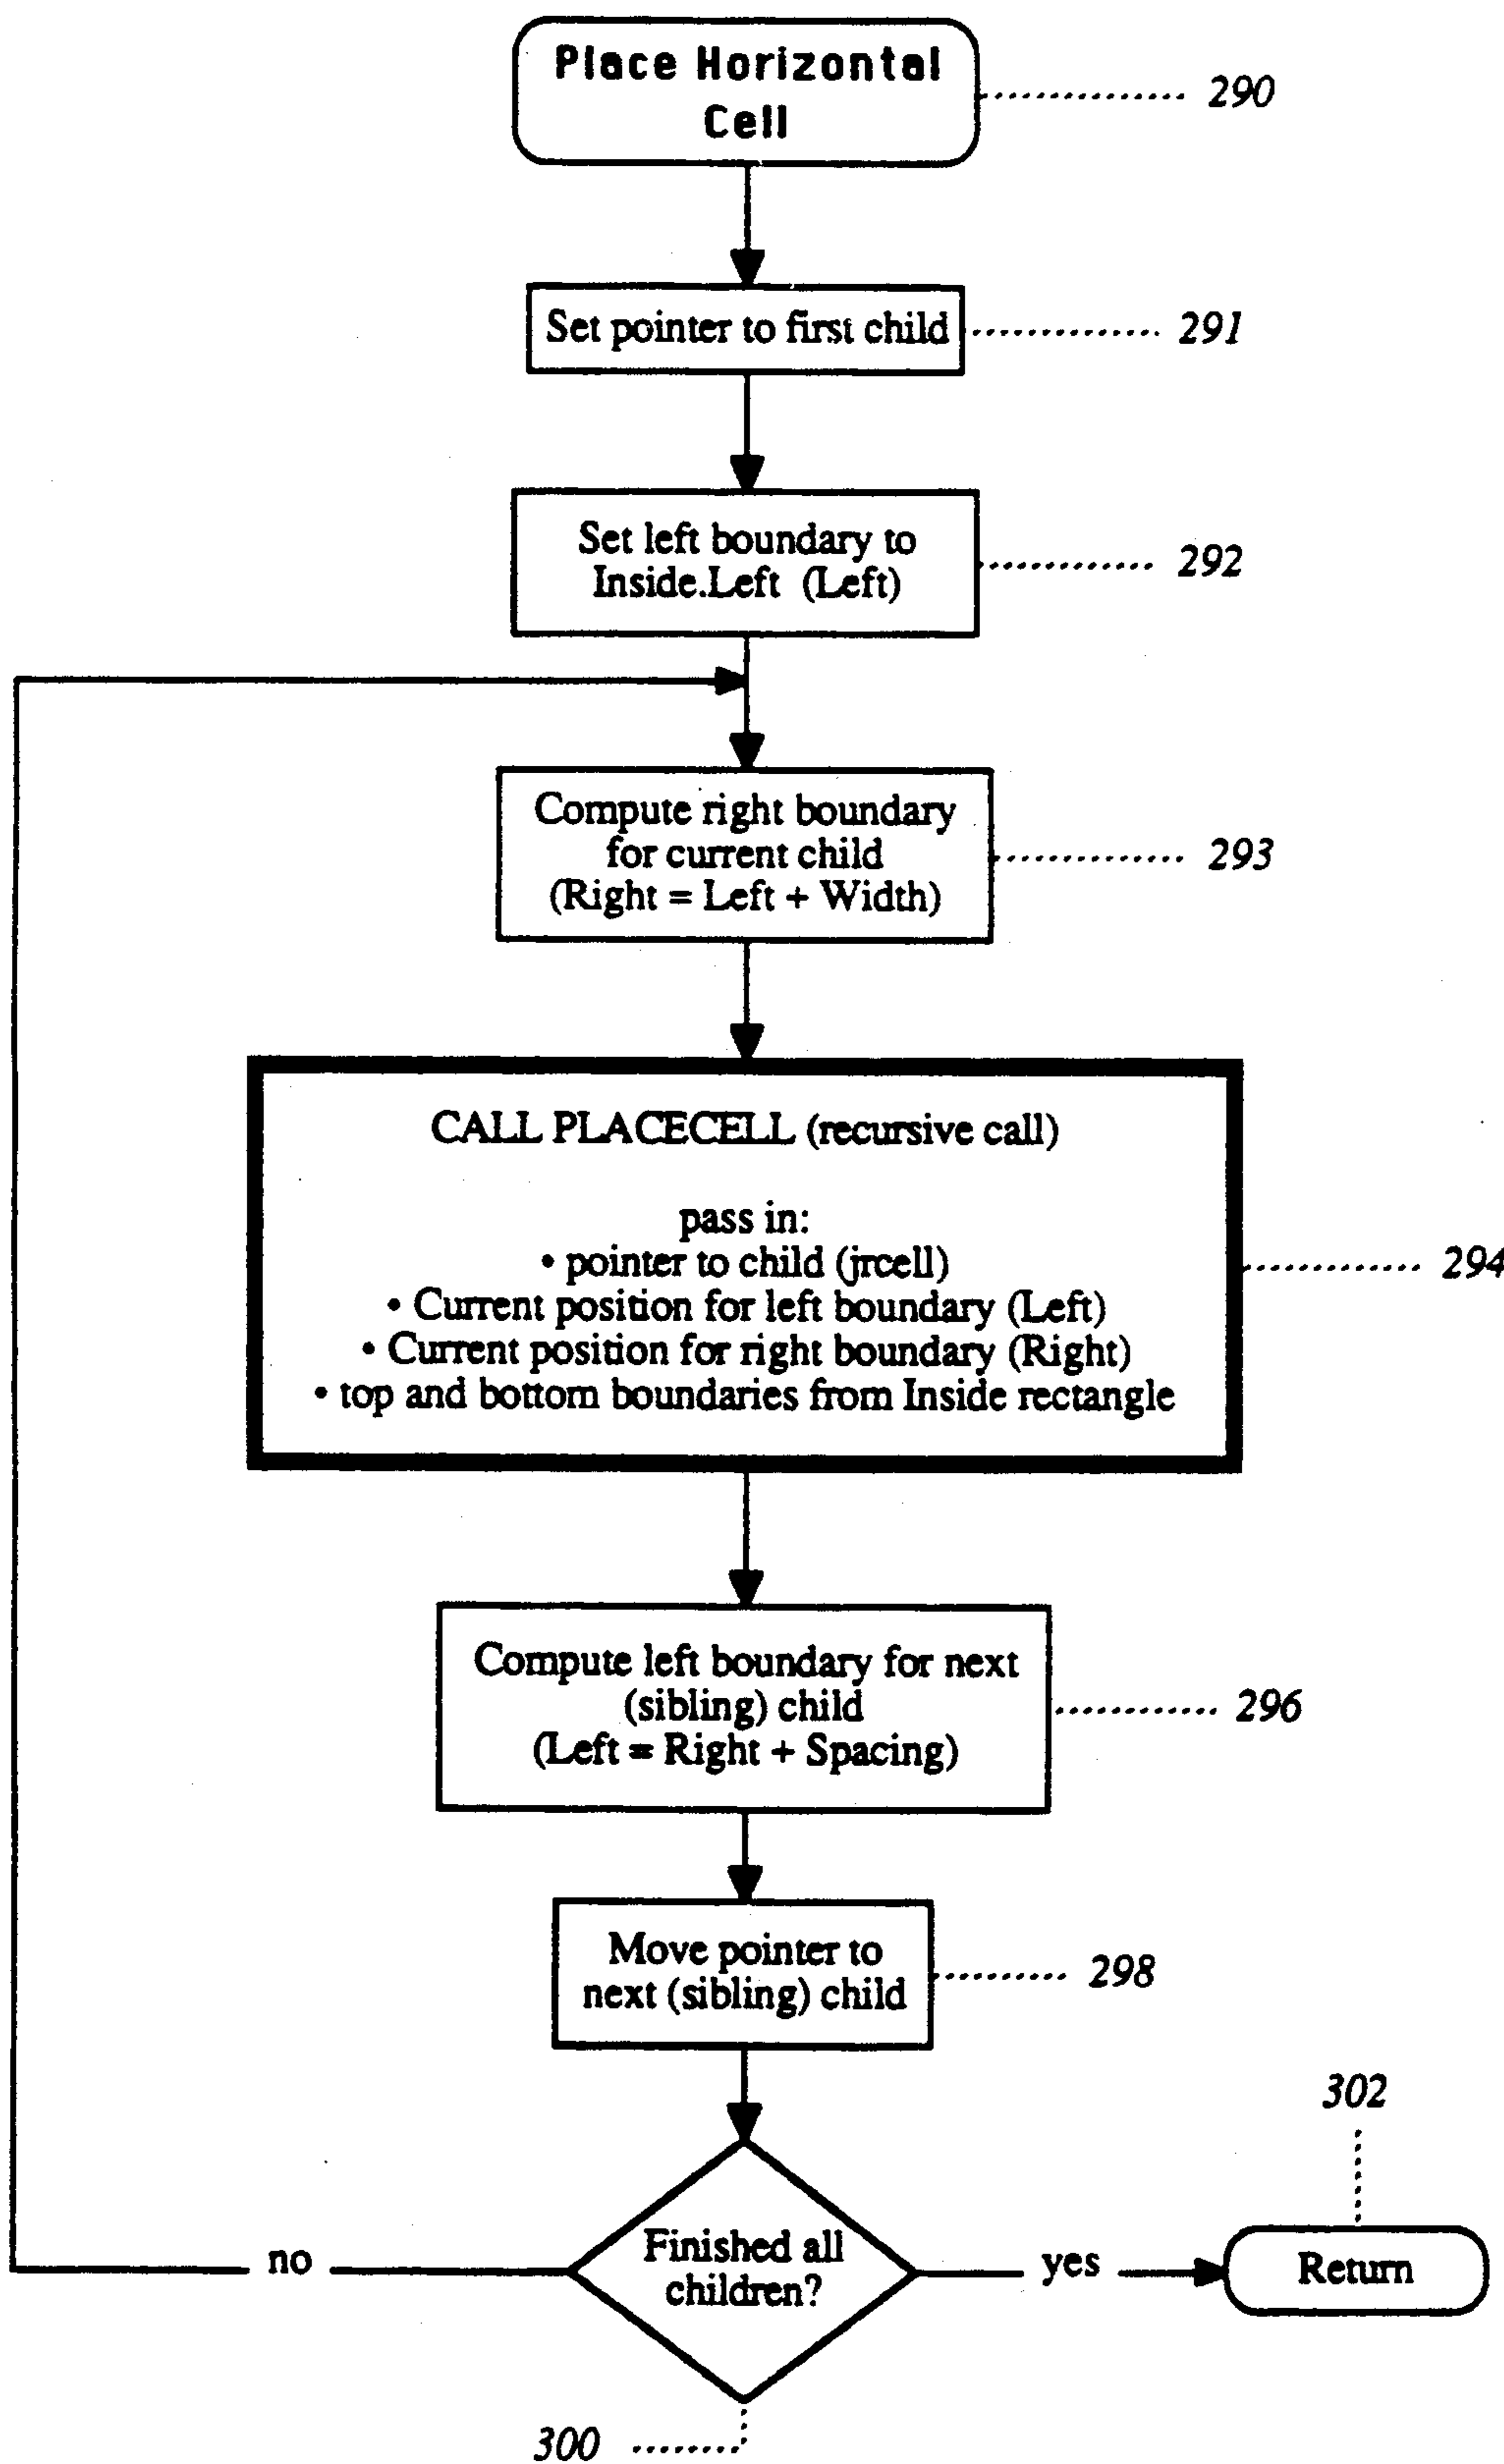 Place Horizontal
Cell
290
Set pointer to first child
291
Set left boundary to
Inside.Left (Left)
292
Compute right boundary
for current child
(Right = Left + Width)
293
CALL PLACECELL (recursive call)
pass in:
• pointer to child (jrcell)
• Current position for left boundary (Left)
• Current position for right boundary (Right)
• top and bottom boundaries from Inside rectangle
294
Compute left boundary for next
(sibling) child
(Left = Right + Spacing)
296
Move pointer to
next (sibling) child
298
302
Finished all
children?
no
yes
Return
300